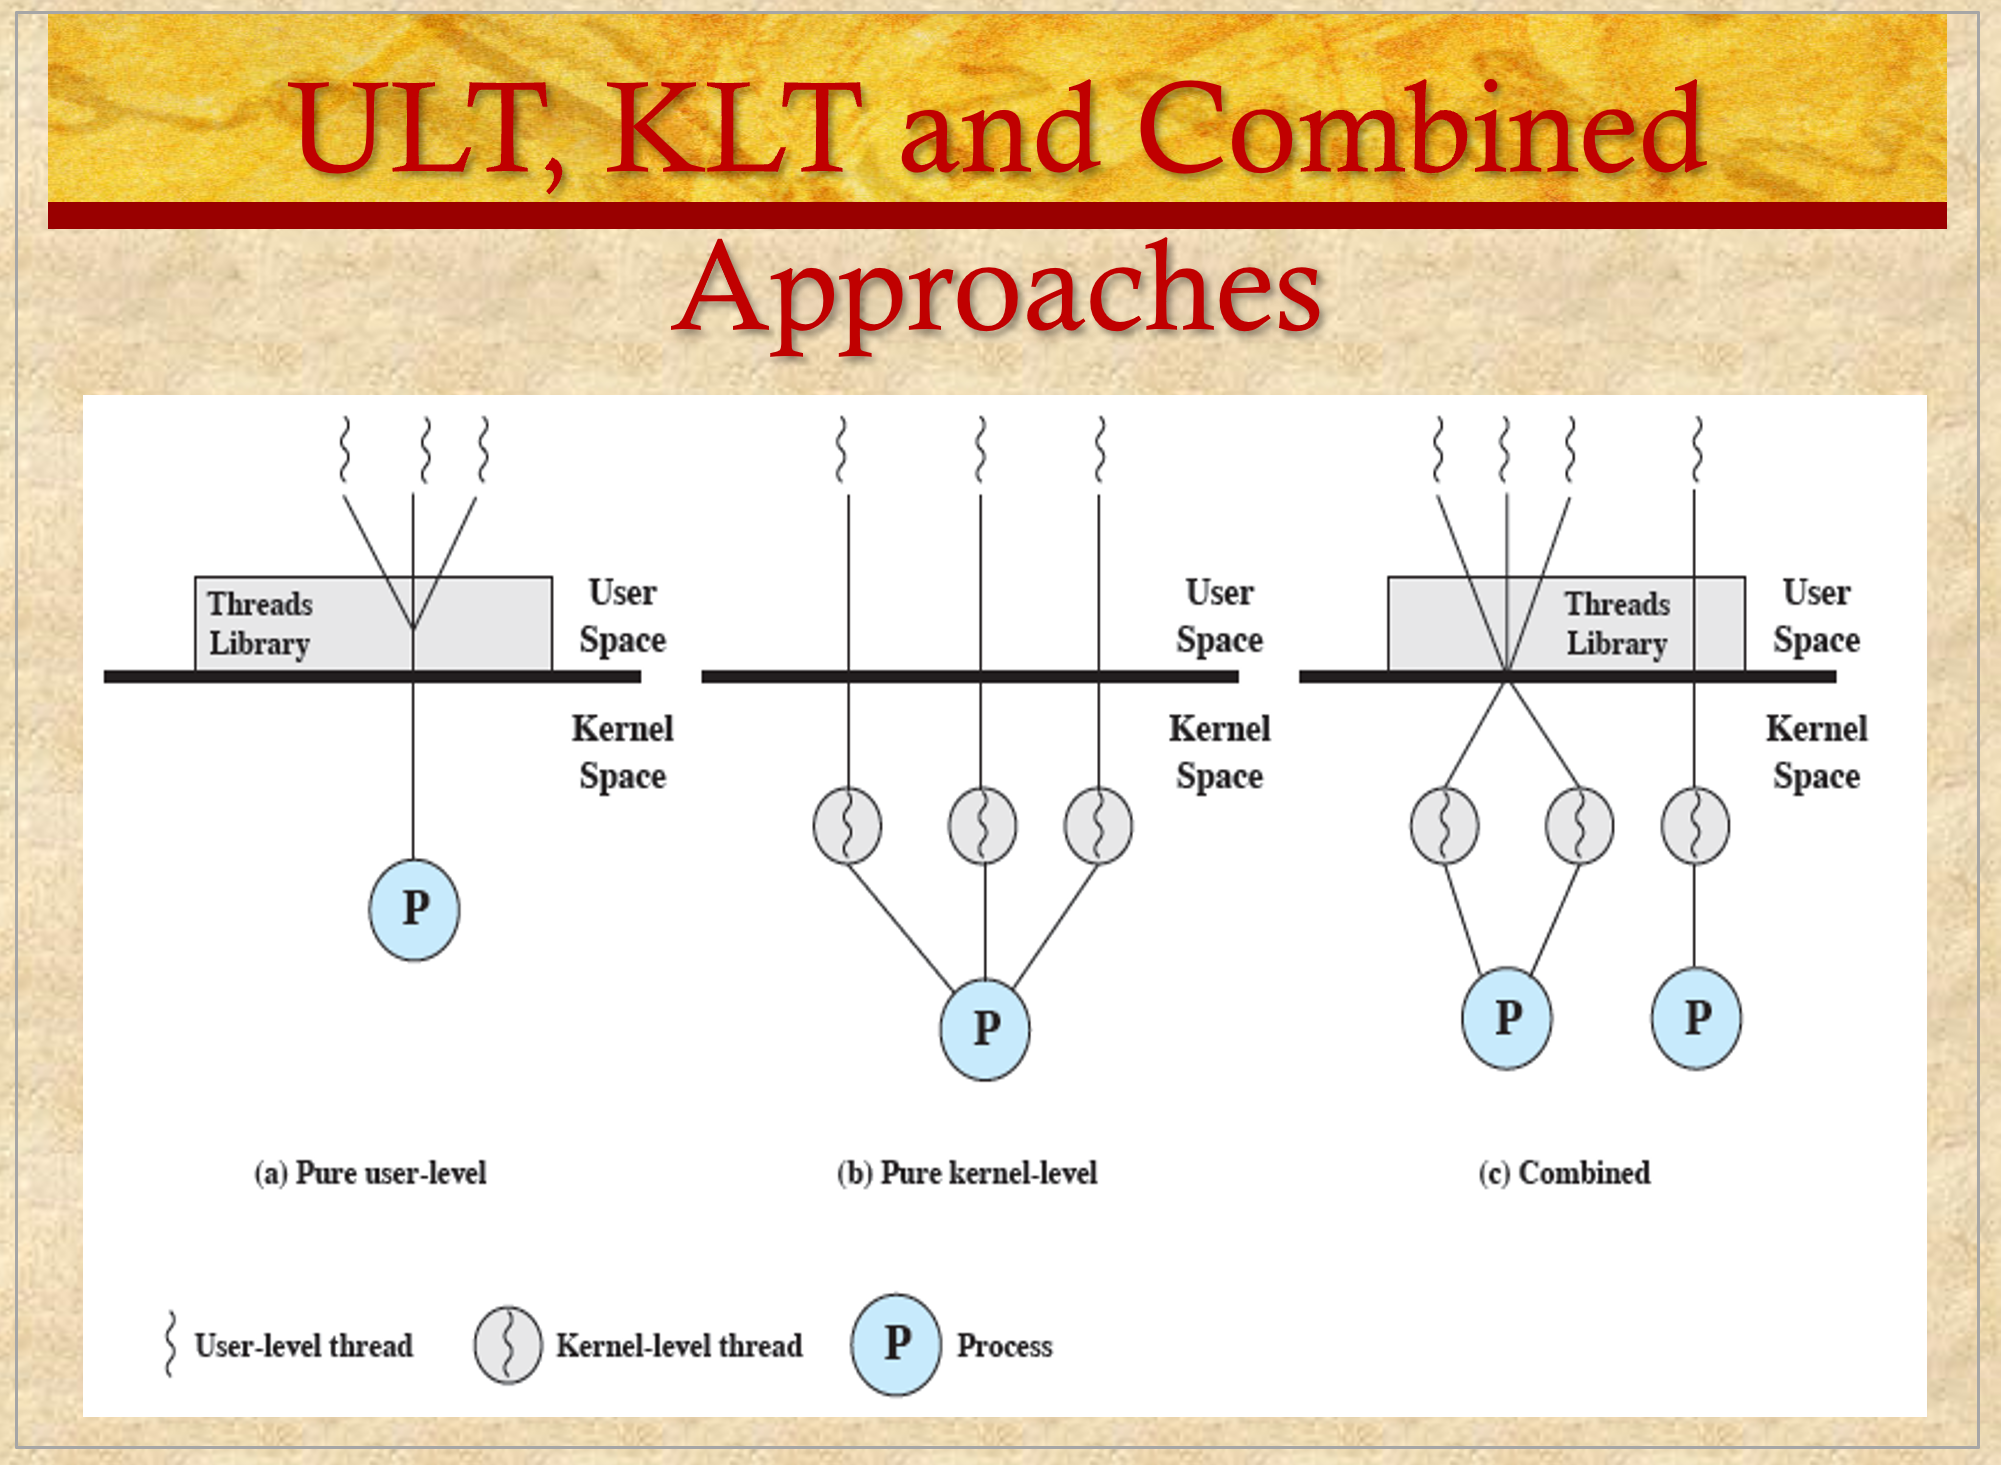 ULT, KLT and Combined
Approaches
Threads
Library
User
Space
Kernel
Space
P
(a) Pure user-level
User
Space
Kernel
Space
P
(b) Pure kernel-level
Threads
Library
User
Space
Kernel
Space
P
P
(c) Combined
User-level thread
Kernel-level thread
P
Process